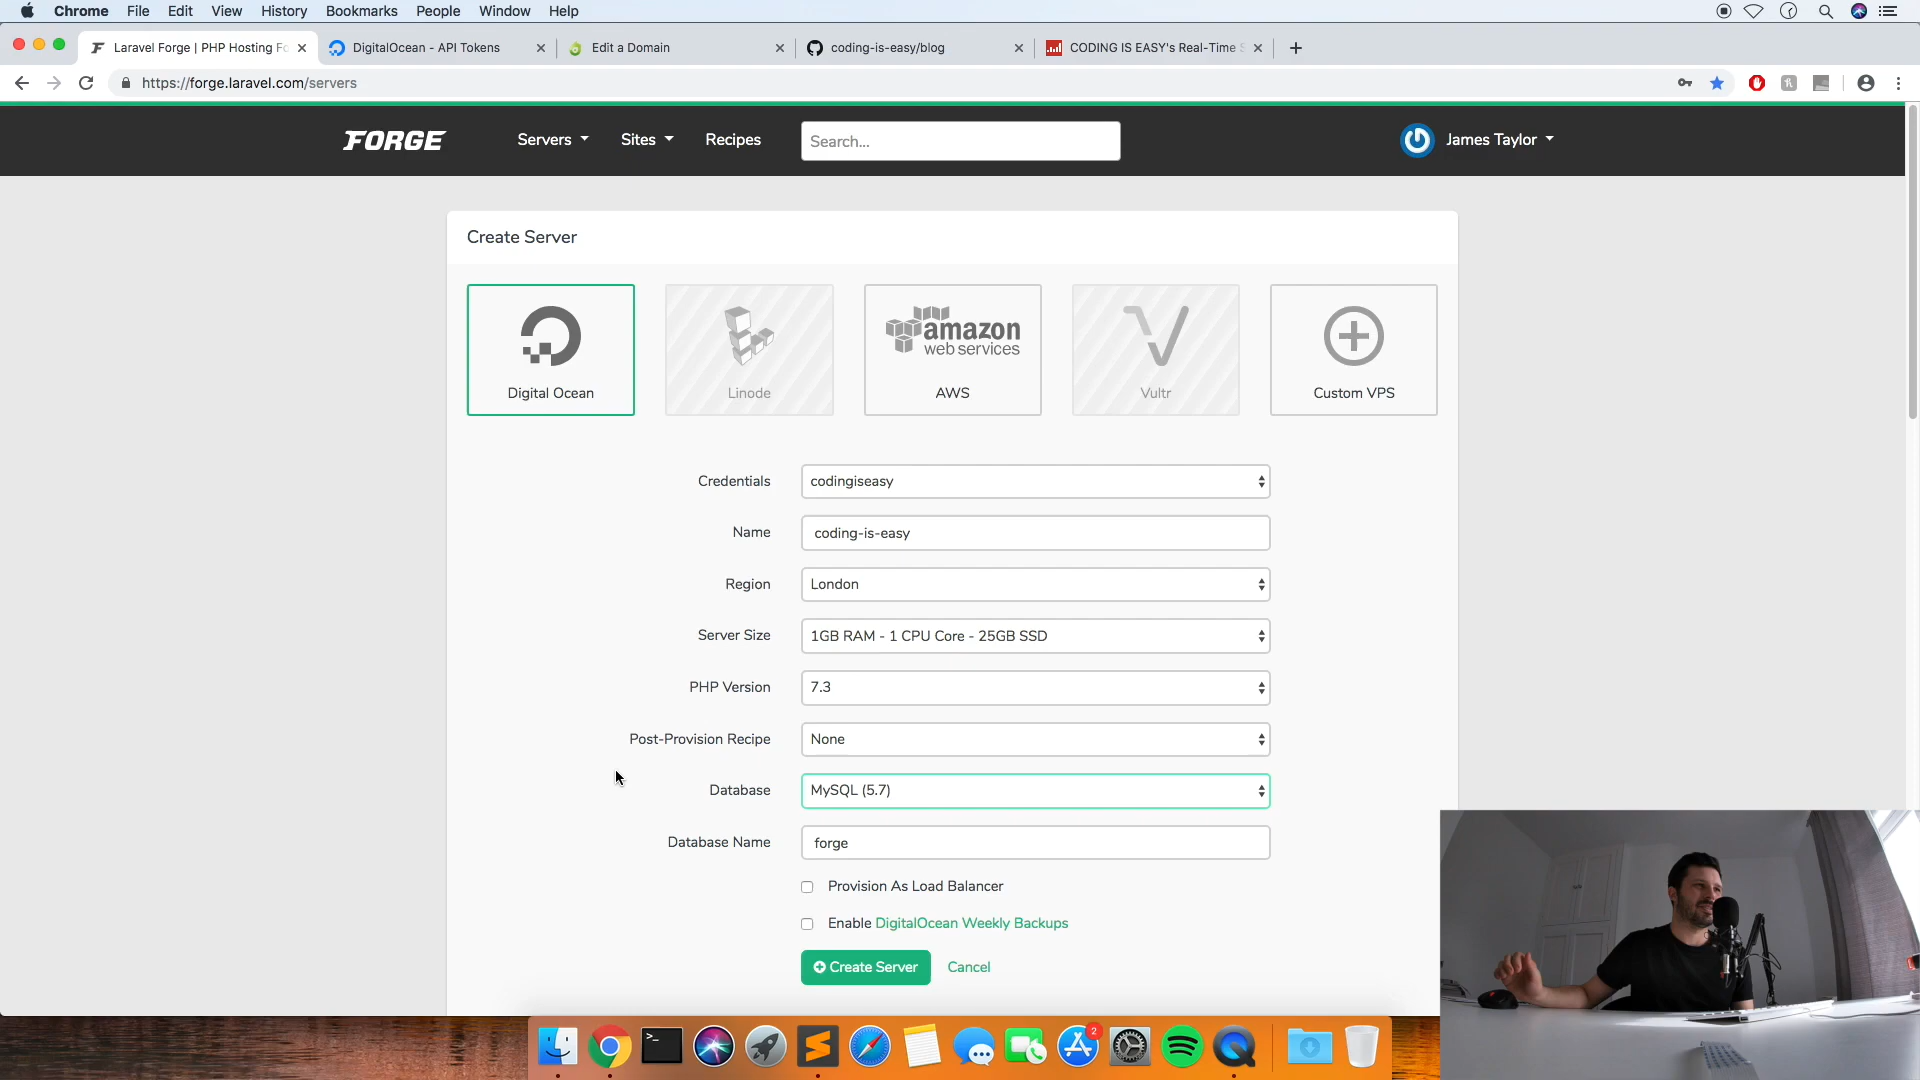 Chrome File Edit View History Bookmarks People Window Help
Laravel Forge | PHP Hosting Fo
DigitalOcean - API Tokens
Edit a Domain
coding-is-easy/blog
CODING IS EASY's Real-Time S
https://forge.laravel.com/servers
FORGE
Servers
Sites
Recipes
Search...
James Taylor
Create Server
Digital Ocean
Linode
amazon
web services
AWS
Vultr
Custom VPS
Credentials codingiseasy
Name coding-is-easy
Region London
Server Size 1GB RAM - 1 CPU Core - 25GB SSD
PHP Version 7.3
Post-Provision Recipe None
Database MySQL (5.7)
Database Name forge
Provision As Load Balancer
Enable DigitalOcean Weekly Backups
Create Server Cancel
2